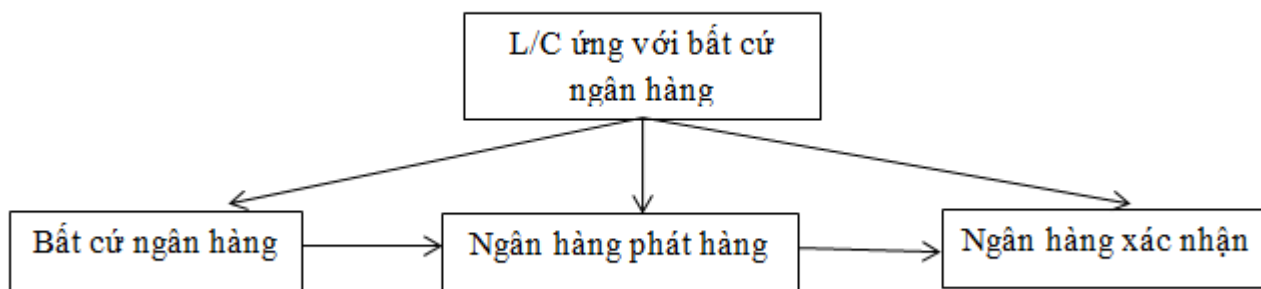 L/C ứng với bất cứ
ngân hàng
Bất cứ ngân hàng
Ngân hàng phát hàng
Ngân hàng xác nhận